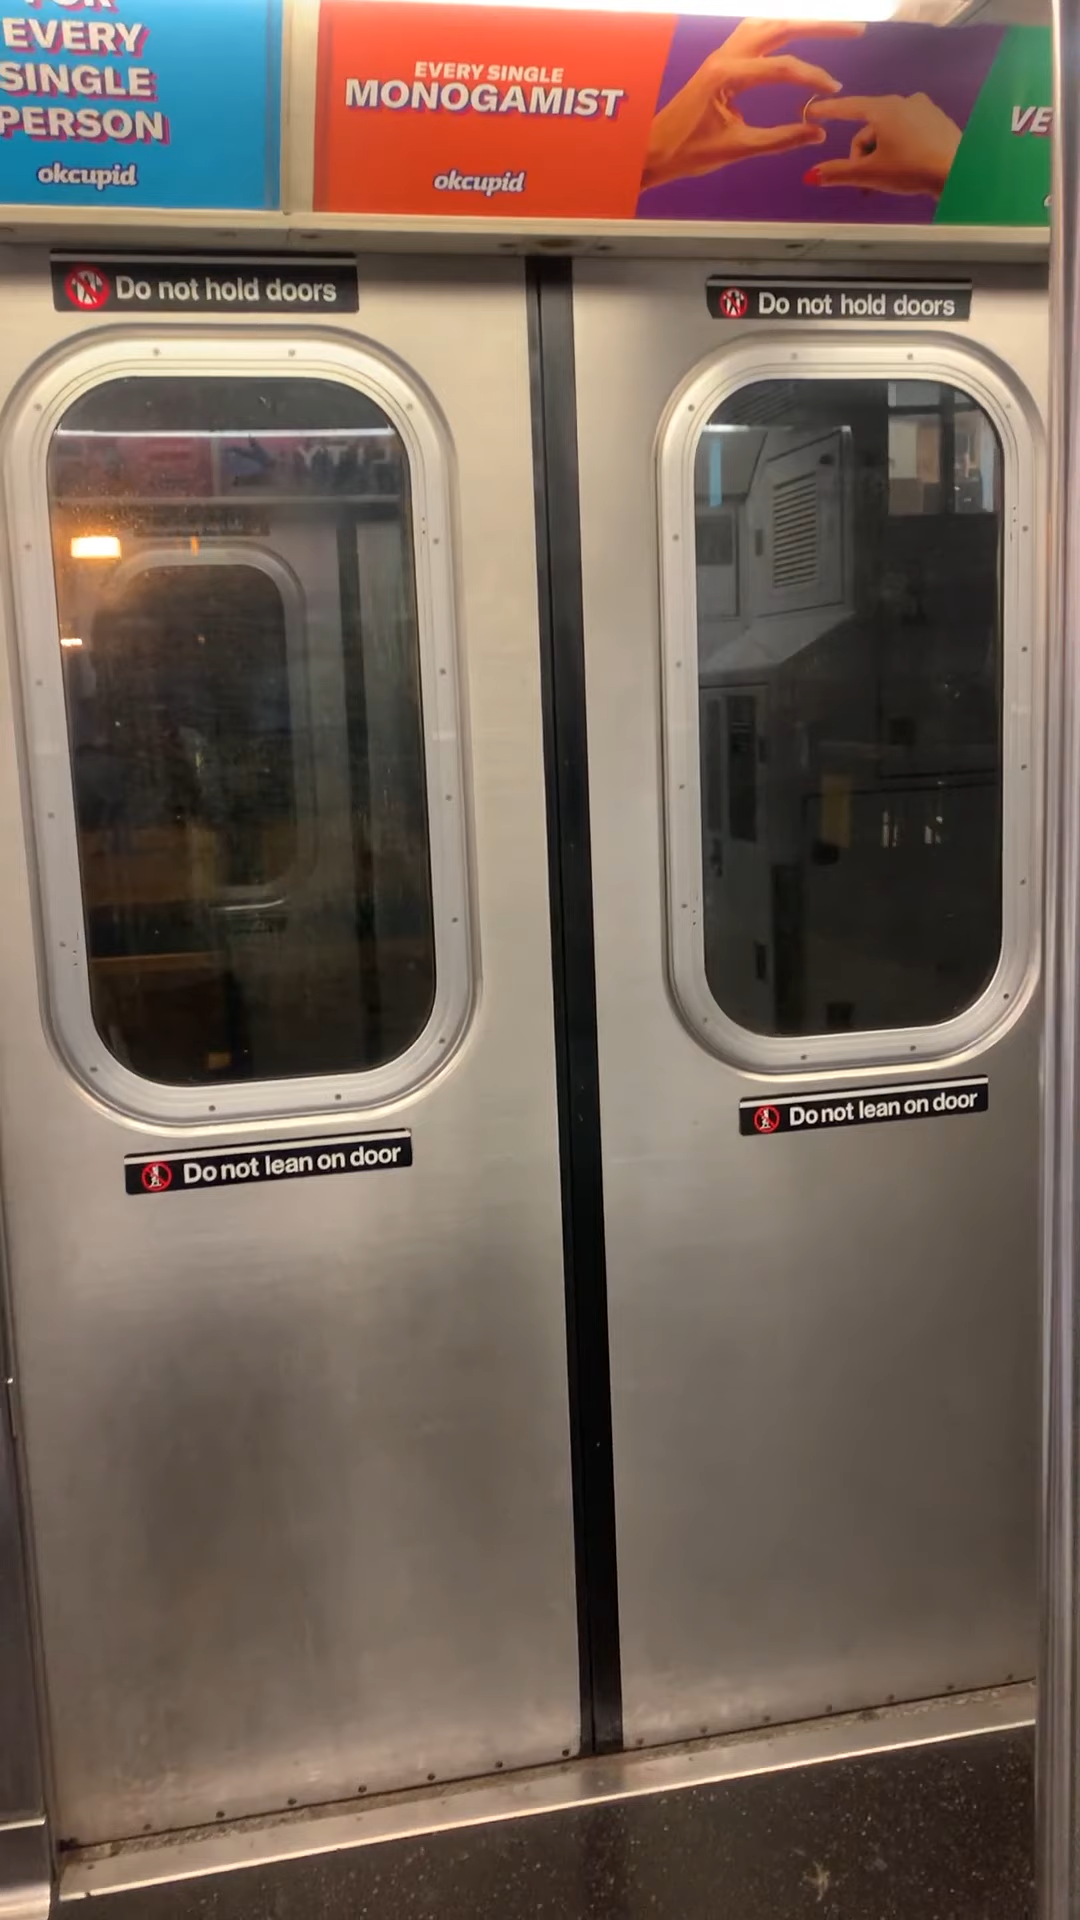 EVERY
SINGLE
PERSON
okcupid
EVERY SINGLE
MONOGAMIST
okcupid
Do not hold doors
Do not hold doors
Do not lean on door
Do not lean on door